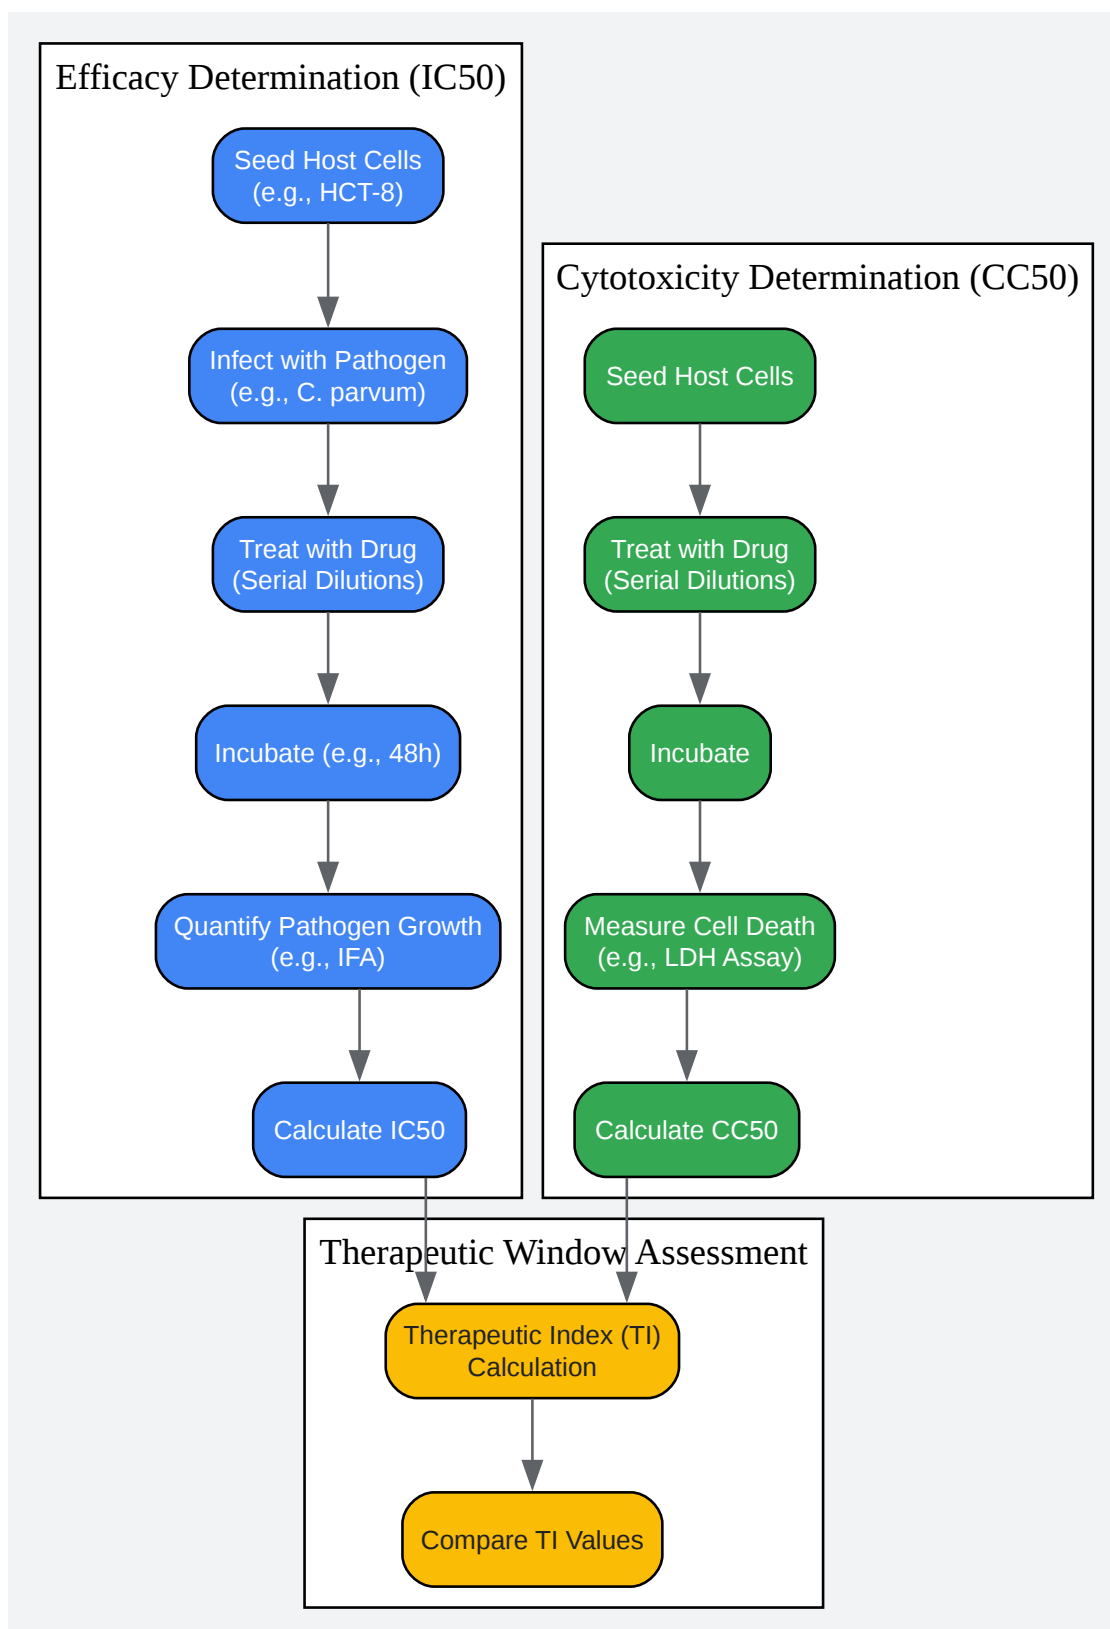 Efficacy Determination (IC50)
Seed Host Cells
(e.g., HCT-8)
Infect with Pathogen
(e.g., C. parvum)
Treat with Drug
(Serial Dilutions)
Incubate (e.g., 48h)
Quantify Pathogen Growth
(e.g., IFA)
Calculate IC50
Cytotoxicity Determination (CC50)
Seed Host Cells
Treat with Drug
(Serial Dilutions)
Incubate
Measure Cell Death
(e.g., LDH Assay)
Calculate CC50
Therapeutic Window Assessment
Therapeutic Index (TI)
Calculation
Compare TI Values